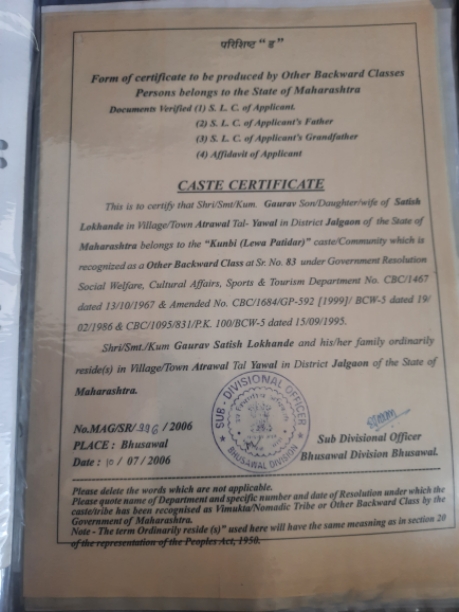 परिशिष्ट “ड”
Form of certificate to be produced by Other Backward Classes
Persons belongs to the State of Maharashtra
Documents Verified (1) S. L. C. of Applicant.
(2) S. L. C. of Applicant's Father
(3) S. L. C. of Applicant's Grandfather
(4) Affidavit of Applicant
CASTE CERTIFICATE
This is to certify that Shri/Smt/Kum. Gaurav Son/Daughter/wife of Satish
Lokhande in Village/Town Atrawal Tal- Yawal in District Jalgaon of the State of
Maharashtra belongs to the “Kunbi (Lewa Patidar)” caste/Community which is
recognized as a Other Backward Class at Sr. No. 83 under Government Resolution
Social Welfare, Cultural Affairs, Sports & Tourism Department No. CBC/1467
dated 13/10/1967 & Amended No. CBC/1684/GP-592 [1999]/ BCW-5 dated 19/
02/1986 & CBC/1095/831/P.K. 100/BCW-5 dated 15/09/1995.
Shri/Smt./Kum Gaurav Satish Lokhande and his/her family ordinarily
reside(s) in Village/Town Atrawal Tal Yawal in District Jalgaon of the State of
Maharashtra.
SUB - DIVISIONAL OFFICER
BHUSAWAL DIVISION
No.MAG/SR/ / 2006
PLACE : Bhusawal
Date : 10 / 07 / 2006
Sub Divisional Officer
Bhusawal Division Bhusawal.
Please delete the words which are not applicable.
Please quote name of Department and specific number and date of Resolution under which the
caste/tribe has been recognised as Vimukta/Nomadic Tribe or Other Backward Class by the
Government of Maharashtra.
Note - The term Ordinarily reside (s)" used here will have the same meaming as in section 20
of the representation of the Peoples Act, 1950.